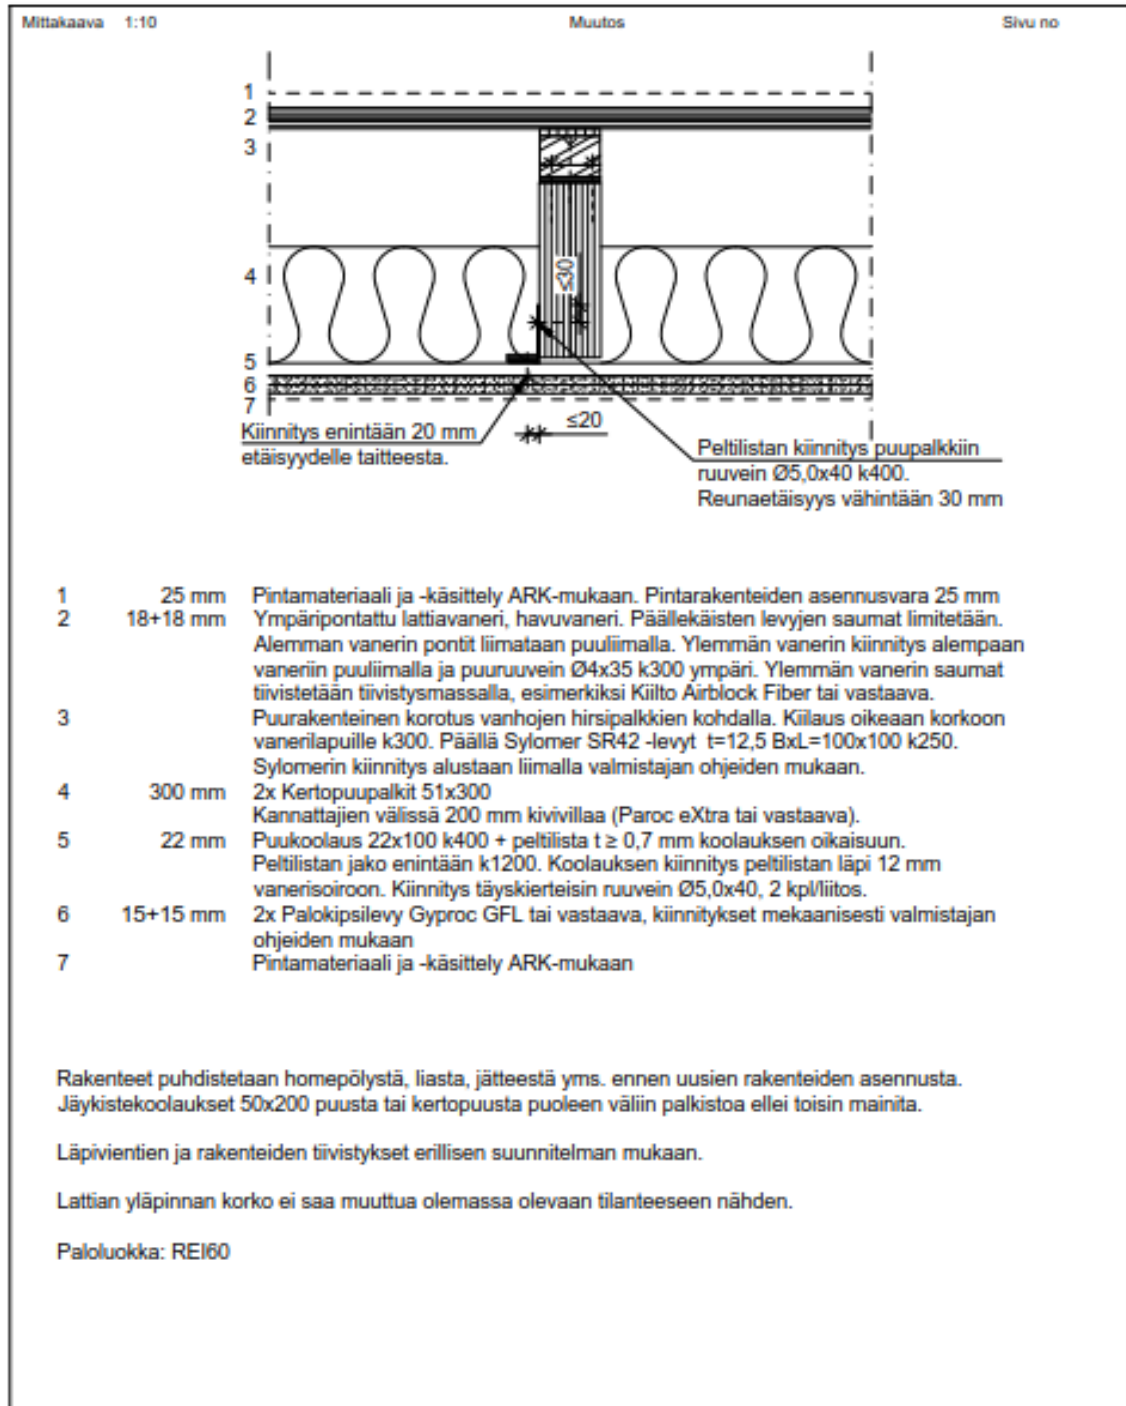 Mittakaava 1:10 Muutos Sivu no
1
2
3
4
≤30
5
6
7
≤20
Kiinnitys enintään 20 mm
etäisyydelle taitteesta.
Peltilistan kiinnitys puupalkkiin
ruuvein Ø5,0x40 k400.
Reunaetäisyys vähintään 30 mm
1 25 mm Pintamateriaali ja -käsittely ARK-mukaan. Pintarakenteiden asennusvara 25 mm
2 18+18 mm Ympäripontattu lattiavaneri, havuvaneri. Päällekäisten levyjen saumat limitetään.
Alemman vanerin pontit liimataan puuliimalla. Ylemmän vanerin kiinnitys alempaan
vaneriin puuliimalla ja puuruuvein Ø4x35 k300 ympäri. Ylemmän vanerin saumat
tiivistetään tiivistysmassalla, esimerkiksi Kiilto Airblock Fiber tai vastaava.
3 Puurakenteinen korotus vanhojen hirsipalkkien kohdalla. Kiilaus oikeaan korkoon
vanerilapuille k300. Päällä Sylomer SR42 -levyt t=12,5 BxL=100x100 k250.
Sylomerin kiinnitys alustaan liimalla valmistajan ohjeiden mukaan.
4 300 mm 2x Kertopuupalkit 51x300
Kannattajien välissä 200 mm kivivillaa (Paroc eXtra tai vastaava).
5 22 mm Puukoolaus 22x100 k400 + peltilista t ≥ 0,7 mm koolauksen oikaisuun.
Peltilistan jako enintään k1200. Koolauksen kiinnitys peltilistan läpi 12 mm
vanerisoiroon. Kiinnitys täyskierteisin ruuvein Ø5,0x40, 2 kpl/liitos.
6 15+15 mm 2x Palokipsilevy Gyproc GFL tai vastaava, kiinnitykset mekaanisesti valmistajan
ohjeiden mukaan
7 Pintamateriaali ja -käsittely ARK-mukaan
Rakenteet puhdistetaan homepölystä, liasta, jätteestä yms. ennen uusien rakenteiden asennusta.
Jäykistekoolaukset 50x200 puusta tai kertopuusta puoleen väliin palkistoa ellei toisin mainita.
Läpivientien ja rakenteiden tiivistykset erillisen suunnitelman mukaan.
Lattian yläpinnan korko ei saa muuttua olemassa olevaan tilanteeseen nähden.
Paloluokka: REI60